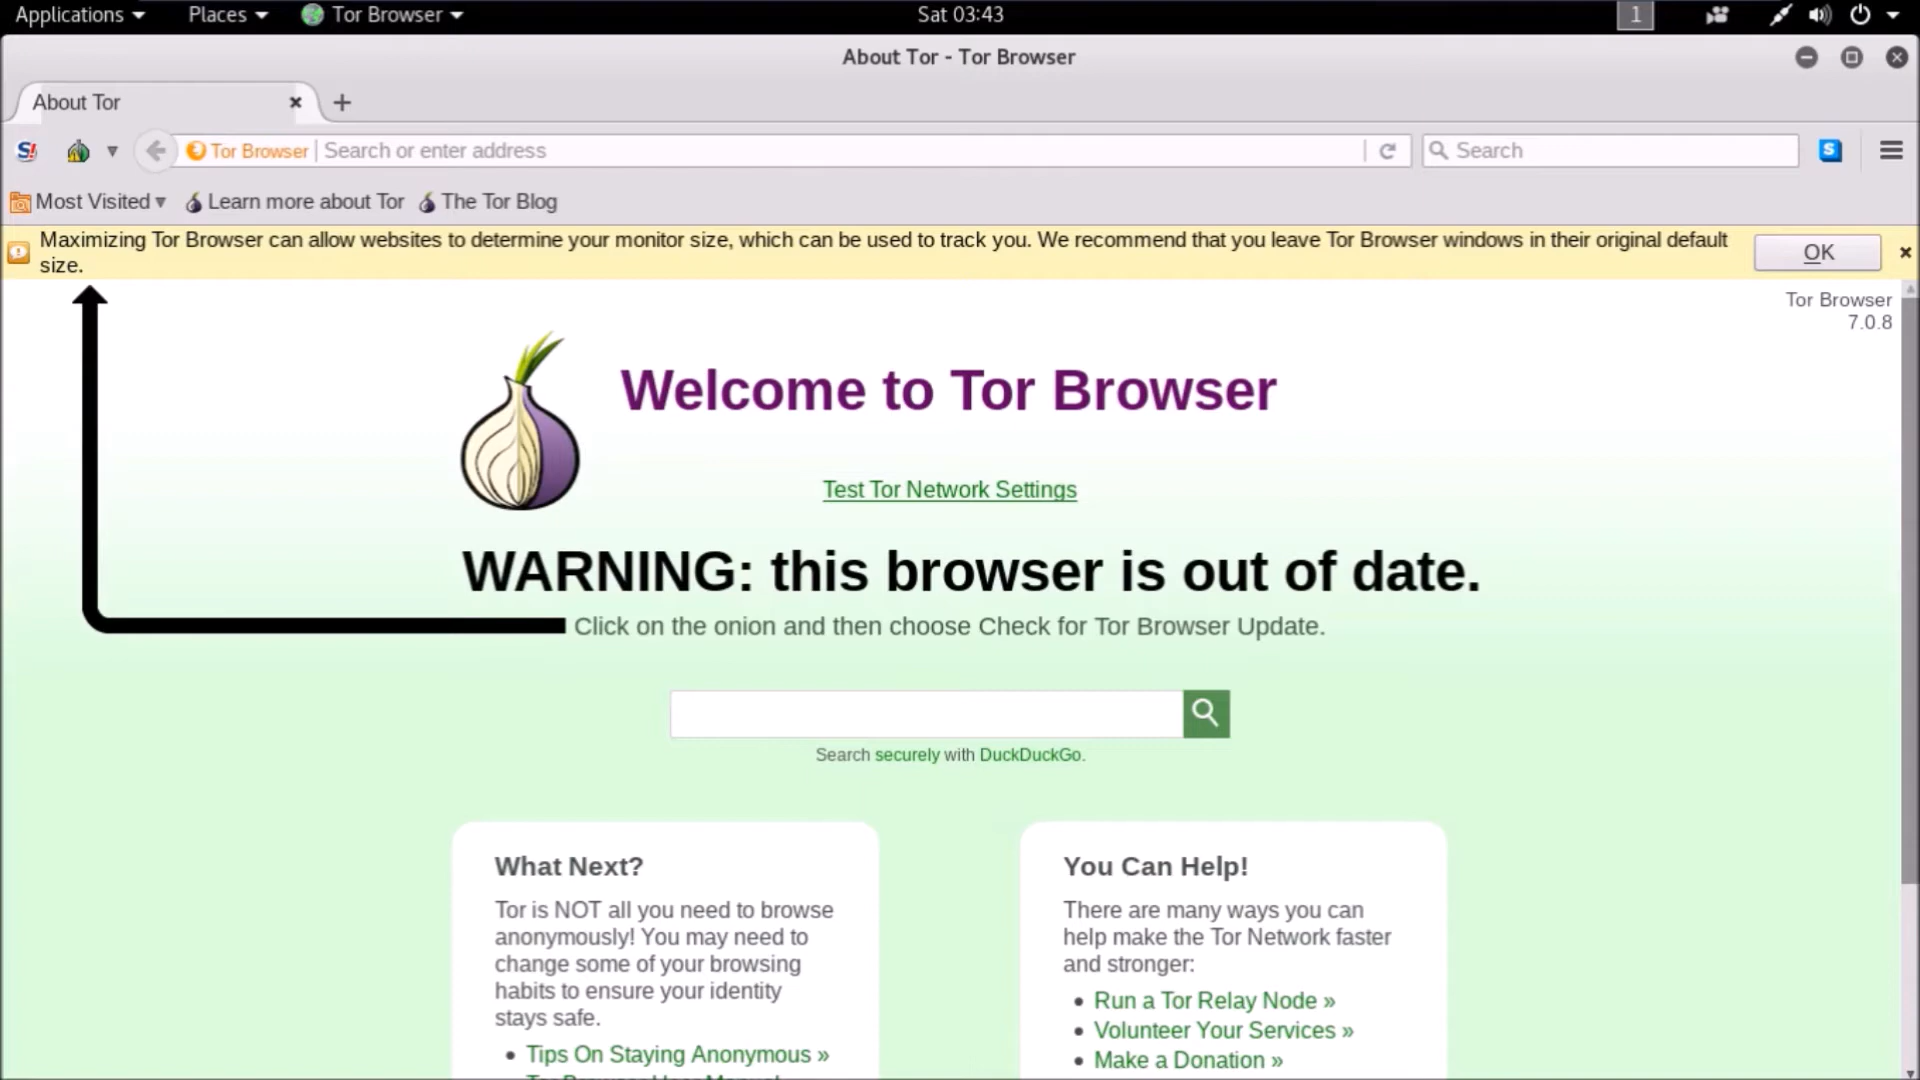 Applications Places Tor Browser Sat 03:43 1
About Tor - Tor Browser
About Tor
S! Tor Browser Search or enter address Search S
Most Visited Learn more about Tor The Tor Blog
Maximizing Tor Browser can allow websites to determine your monitor size, which can be used to track you. We recommend that you leave Tor Browser windows in their original default
size.
OK
Tor Browser
7.0.8
Welcome to Tor Browser
Test Tor Network Settings
WARNING: this browser is out of date.
Click on the onion and then choose Check for Tor Browser Update.
Search securely with DuckDuckGo.
What Next?
Tor is NOT all you need to browse
anonymously! You may need to
change some of your browsing
habits to ensure your identity
stays safe.
Tips On Staying Anonymous »
You Can Help!
There are many ways you can
help make the Tor Network faster
and stronger:
Run a Tor Relay Node »
Volunteer Your Services »
Make a Donation »